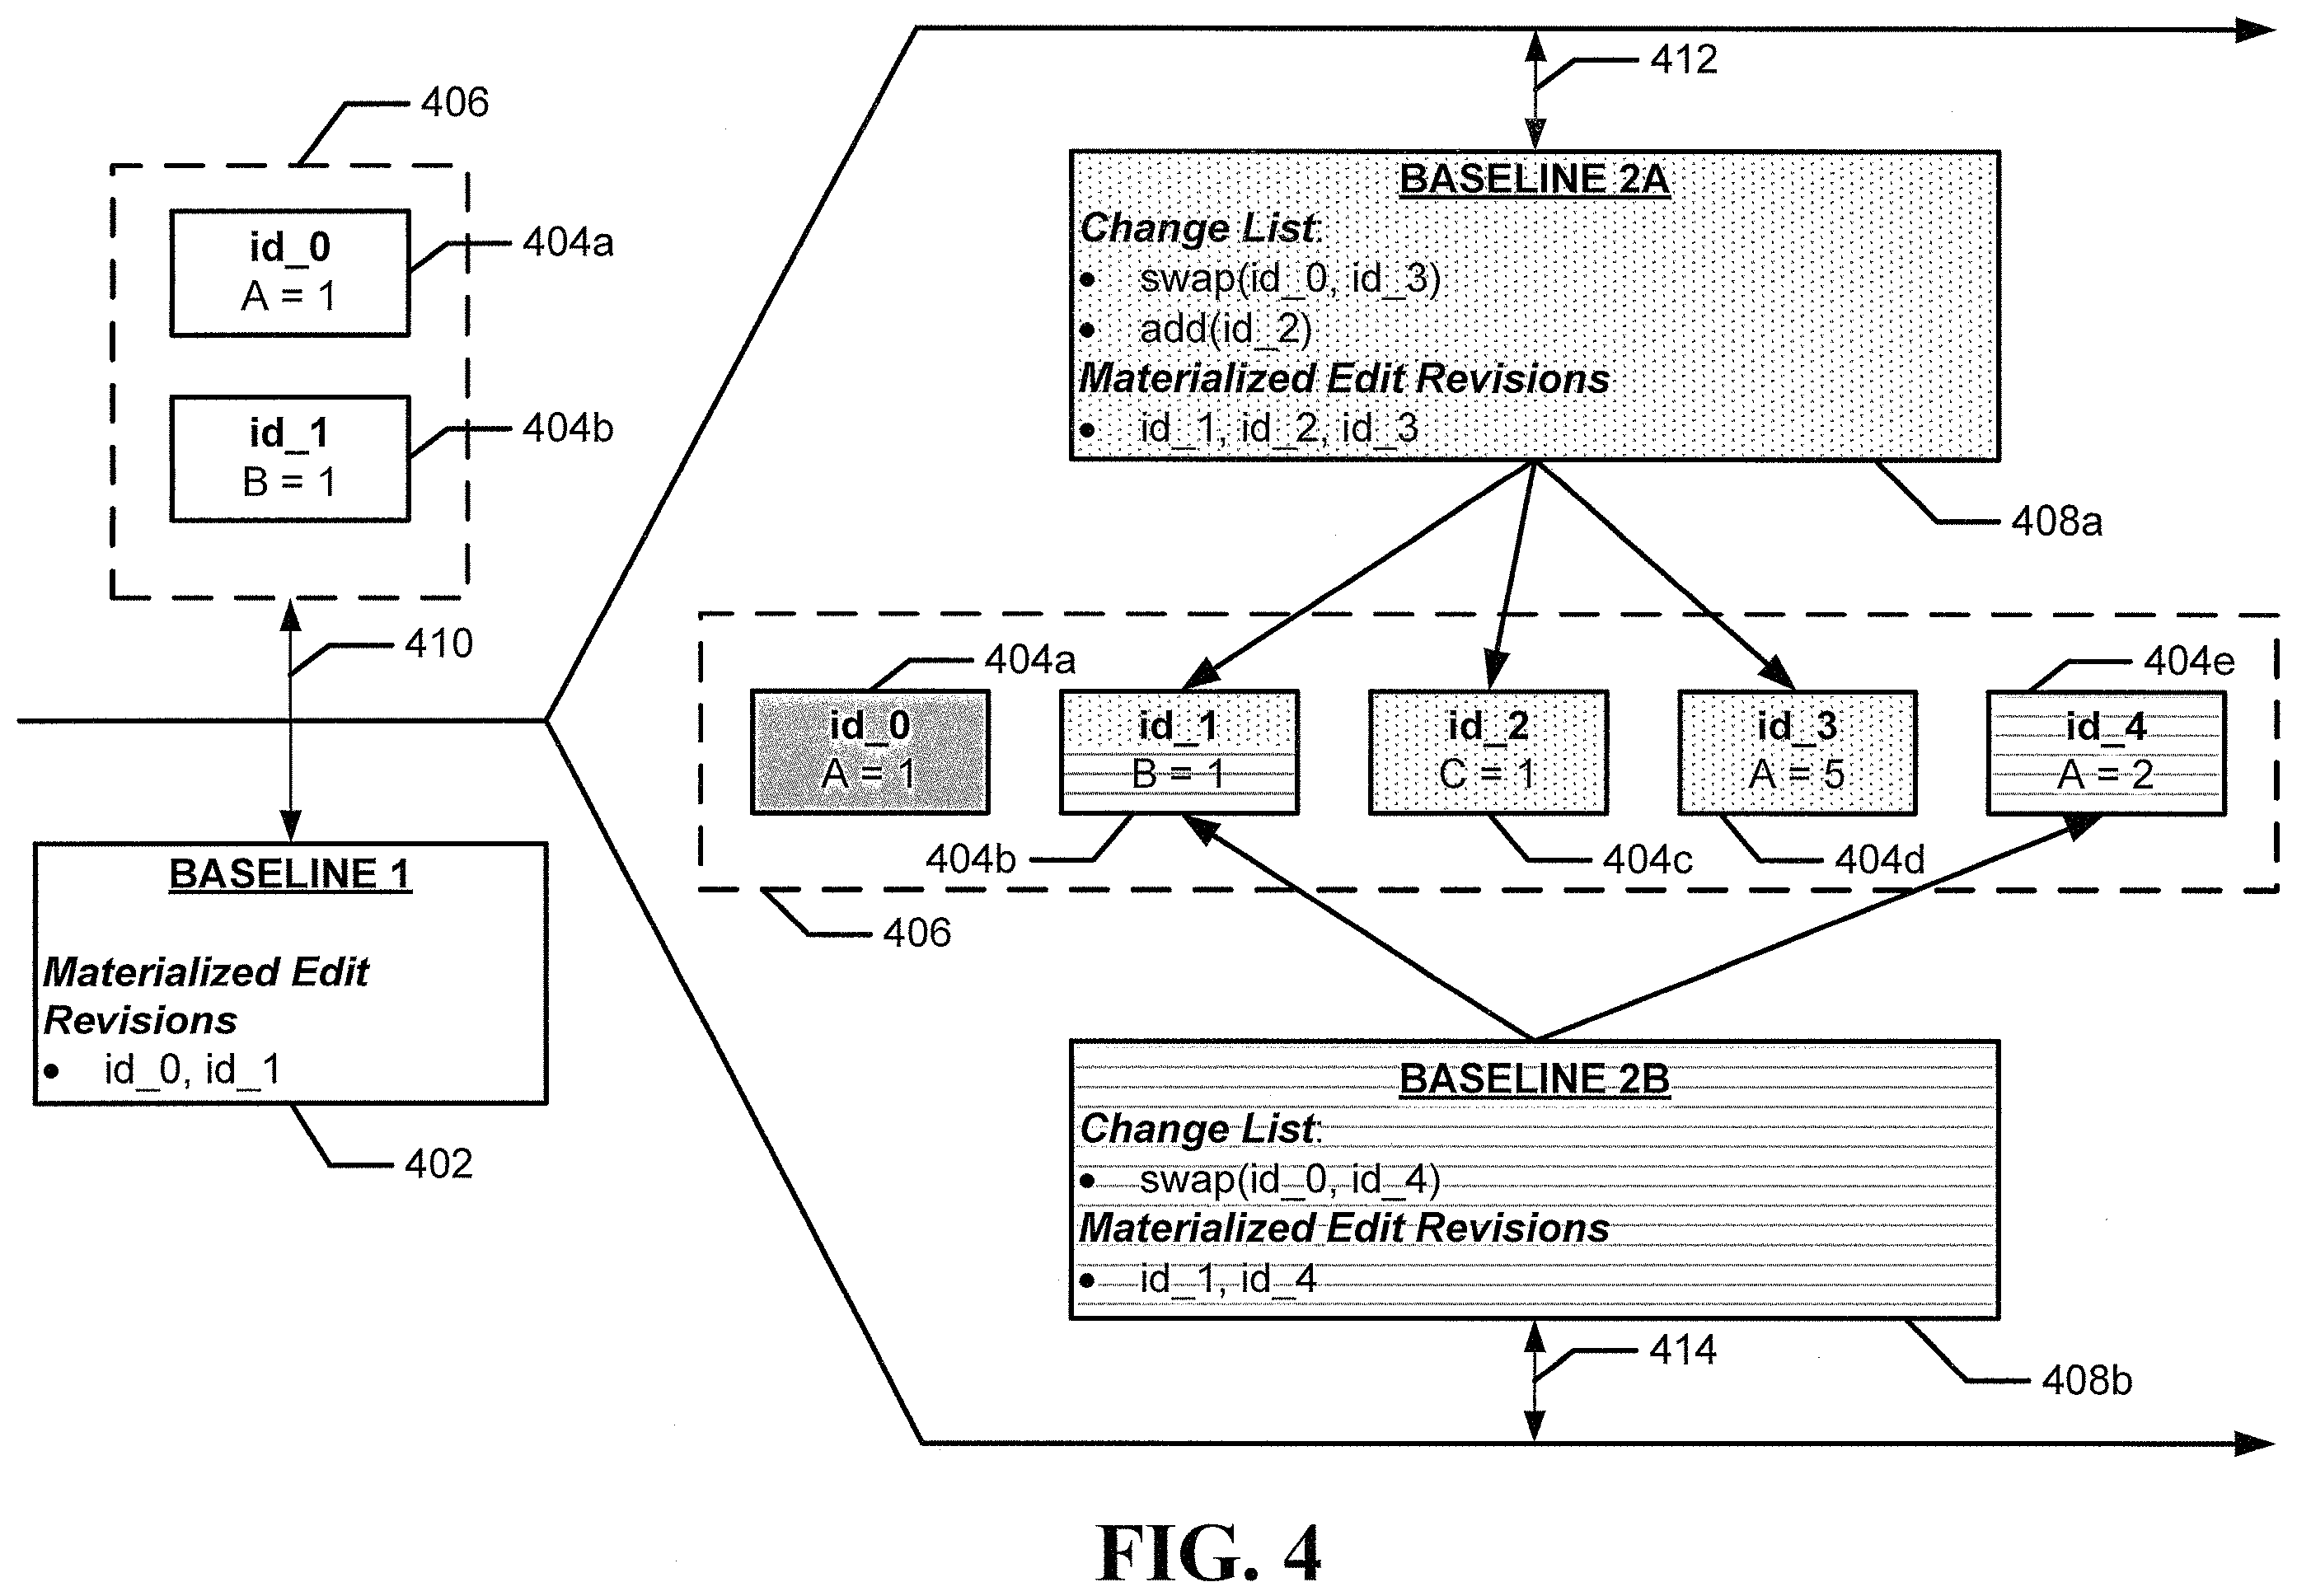 412
406
BASELINE 2A
Change List:
• swap(id_0, id_3)
• add(id_2)
Materialized Edit Revisions
• id_1, id_2, id_3
id_0
A = 1
404a
id_1
B = 1
404b
408a
410
404a
404e
id_0
A = 1
id_1
B = 1
id_2
C = 1
id_3
A = 5
id_4
A = 2
404b
404c
404d
406
BASELINE 1
Materialized Edit
Revisions
• id_0, id_1
402
BASELINE 2B
Change List:
• swap(id_0, id_4)
Materialized Edit Revisions
• id_1, id_4
414
408b
FIG. 4